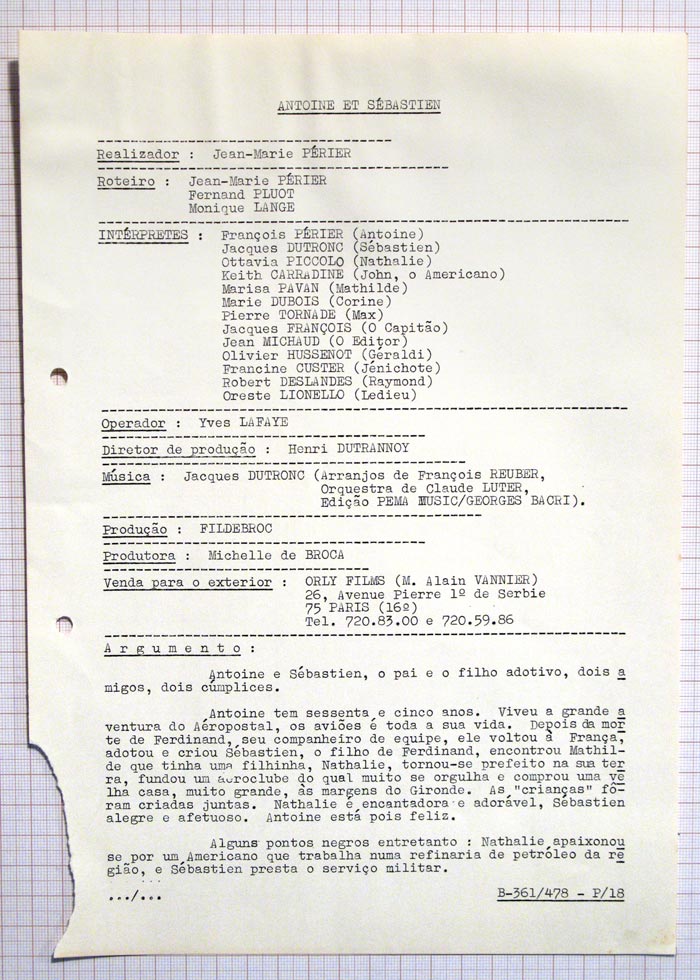 ANTOINE ET SÉBASTIEN
Realizador : Jean-Marie PÉRIER
Roteiro : Jean-Marie PÉRIER
Fernand PLUOT
Monique LANGE
INTÉRPRETES : François PÉRIER (Antoine)
Jacques DUTRONC (Sébastien)
Ottavia PICCOLO (Nathalie)
Keith CARRADINE (John, o Americano)
Marisa PAVAN (Mathilde)
Marie DUBOIS (Corine)
Pierre TORNADE (Max)
Jacques FRANÇOIS (O Capitão)
Jean MICHAUD (O Editor)
Olivier HUSSENOT (Géraldi)
Francine CUSTER (Jénichote)
Robert DESLANDES (Raymond)
Oreste LIONELLO (Ledieu)
Operador : Yves LAFAYE
Diretor de produção : Henri DUTRANNOY
Música : Jacques DUTRONC (Arranjos de François REUBER,
Orquestra de Claude LUTER,
Edição PEMA MUSIC/GEORGES BACRI).
Produção : FILDEBROC
Produtora : Michelle de BROCA
Venda para o exterior : ORLY FILMS (M. Alain VANNIER)
26, Avenue Pierre 1º de Serbie
75 PARIS (16º)
Tel. 720.83.00 e 720.59.86
A r g u m e n t o :
Antoine e Sébastien, o pai e o filho adotivo, dois a
migos, dois cúmplices.
Antoine tem sessenta e cinco anos. Viveu a grande a
ventura do Aéropostal, os aviões é toda a sua vida. Depois da mor
te de Ferdinand, seu companheiro de equipe, ele voltou à França,
adotou e criou Sébastien, o filho de Ferdinand, encontrou Mathil-
de que tinha uma filhinha, Nathalie, tornou-se prefeito na sua ter
ra, fundou um aeroclube do qual muito se orgulha e comprou uma ve
lha casa, muito grande, às margens do Gironde. As "crianças" fô-
ram criadas juntas. Nathalie é encantadora e adorável, Sébastien
alegre e afetuoso. Antoine está pois feliz.
Alguns pontos negros entretanto : Nathalie apaixonou
se por um Americano que trabalha numa refinaria de petróleo da re
gião, e Sébastien presta o serviço militar.
.../... B-361/478 - P/18